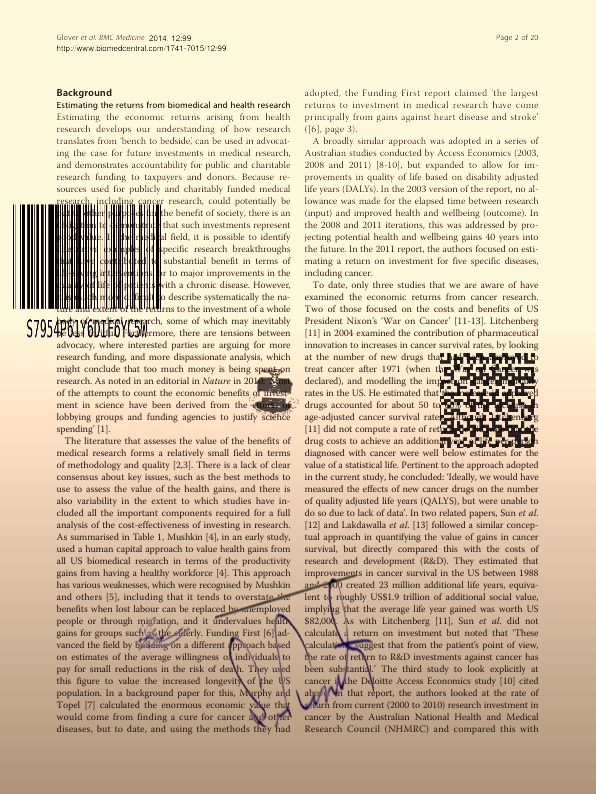 Glover et al. BMC Medicine 2014, 12:99
Page 2 of 20
http://www.biomedcentral.com/1741-7015/12/99
Background
Estimating the returns from biomedical and health research
Estimating the economic returns arising from health
research develops our understanding of how research
translates from 'bench to bedside', can be used in advocat-
ing the case for future investments in medical research,
and demonstrates accountability for public and charitable
research funding to taxpayers and donors. Because re-
sources used for publicly and charitably funded medical
research, including cancer research, could potentially be
for the benefit of society, there is an
that such investments represent
medical field, it is possible to identify
specific research breakthroughs
substantial benefit in terms of
or to major improvements in the
with a chronic disease. However,
to describe systematically the na-
ture and extent of the returns to the investment of a whole
research, some of which may inevitably
S7954P61Y6D1E6YC5W
Furthermore, there are tensions between
advocacy, where interested parties are arguing for more
research funding, and more dispassionate analysis, which
might conclude that too much money is being spent on
research. As noted in an editorial in Nature in 2010,
of the attempts to count the economic benefits of invest-
ment in science have been derived from the
lobbying groups and funding agencies to justify science
spending' [1].
The literature that assesses the value of the benefits of
medical research forms a relatively small field in terms
of methodology and quality [2,3]. There is a lack of clear
consensus about key issues, such as the best methods to
use to assess the value of the health gains, and there is
also variability in the extent to which studies have in-
cluded all the important components required for a full
analysis of the cost-effectiveness of investing in research.
As summarised in Table 1, Mushkin [4], in an early study,
used a human capital approach to value health gains from
all US biomedical research in terms of the productivity
gains from having a healthy workforce [4]. This approach
has various weaknesses, which were recognised by Mushkin
and others [5], including that it tends to overstate the
benefits when lost labour can be replaced by unemployed
people or through migration, and it undervalues health
gains for groups such as the elderly. Funding First [6] ad-
vanced the field by building on a different approach based
on estimates of the average willingness of individuals to
pay for small reductions in the risk of death. They used
this figure to value the increased longevity of the US
population. In a background paper for this, Murphy and
Topel [7] calculated the enormous economic value that
would come from finding a cure for cancer and other
diseases, but to date, and using the methods they had
adopted, the Funding First report claimed 'the largest
returns to investment in medical research have come
principally from gains against heart disease and stroke'
([6], page 3).
A broadly similar approach was adopted in a series of
Australian studies conducted by Access Economics (2003,
2008 and 2011) [8-10], but expanded to allow for im-
provements in quality of life based on disability adjusted
life years (DALYs). In the 2003 version of the report, no al-
lowance was made for the elapsed time between research
(input) and improved health and wellbeing (outcome). In
the 2008 and 2011 iterations, this was addressed by pro-
jecting potential health and wellbeing gains 40 years into
the future. In the 2011 report, the authors focused on esti-
mating a return on investment for five specific diseases,
including cancer.
To date, only three studies that we are aware of have
examined the economic returns from cancer research.
Two of those focused on the costs and benefits of US
President Nixon's 'War on Cancer' [11-13]. Litchenberg
[11] in 2004 examined the contribution of pharmaceutical
innovation to increases in cancer survival rates, by looking
at the number of new drugs that
treat cancer after 1971 (when the
declared), and modelling the
rates in the US. He estimated that
drugs accounted for about 50
age-adjusted cancer survival rates
[11] did not compute a rate of
drug costs to achieve an additional
diagnosed with cancer were well below estimates for the
value of a statistical life. Pertinent to the approach adopted
in the current study, he concluded: 'Ideally, we would have
measured the effects of new cancer drugs on the number
of quality adjusted life years (QALYS), but were unable to
do so due to lack of data'. In two related papers, Sun et al.
[12] and Lakdawalla et al. [13] followed a similar concep-
tual approach in quantifying the value of gains in cancer
survival, but directly compared this with the costs of
research and development (R&D). They estimated that
improvements in cancer survival in the US between 1988
and 2000 created 23 million additional life years, equiva-
lent to roughly US$1.9 trillion of additional social value,
implying that the average life year gained was worth US
$82,000. As with Litchenberg [11], Sun et al. did not
calculate a return on investment but noted that 'These
calculations suggest that from the patient's point of view,
the rate of return to R&D investments against cancer has
been substantial.' The third study to look explicitly at
cancer is the Deloitte Access Economics study [10] cited
above. In that report, the authors looked at the rate of
return from current (2000 to 2010) research investment in
cancer by the Australian National Health and Medical
Research Council (NHMRC) and compared this with